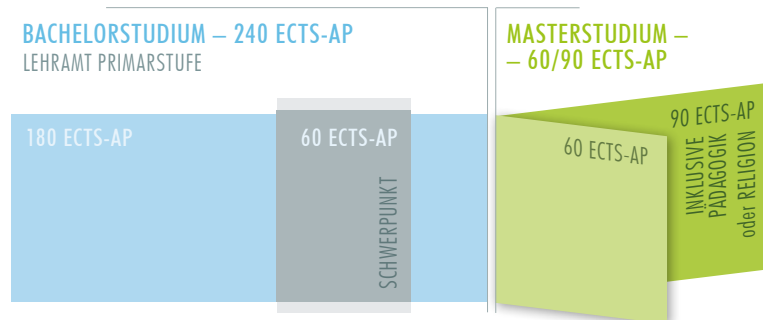 BACHELORSTUDIUM – 240 ECTS-AP
LEHRAMT PRIMARSTUFE
180 ECTS-AP
60 ECTS-AP
SCHWERPUNKT
MASTERSTUDIUM –
– 60/90 ECTS-AP
60 ECTS-AP
90 ECTS-AP
INKLUSIVE
PÄDAGOGIK
oder RELIGION